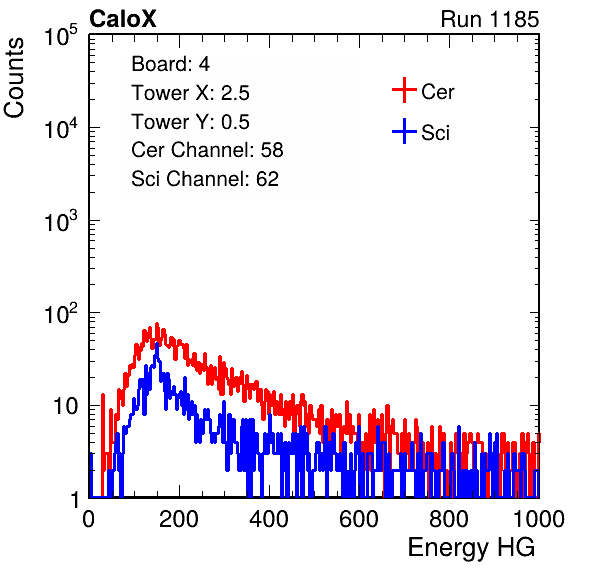 CaloX Run 1185
Counts
Board: 4
Tower X: 2.5
Tower Y: 0.5
Cer Channel: 58
Sci Channel: 62
Cer
Sci
10^5
10^4
10^3
10^2
10
1
0 200 400 600 800 1000
Energy HG